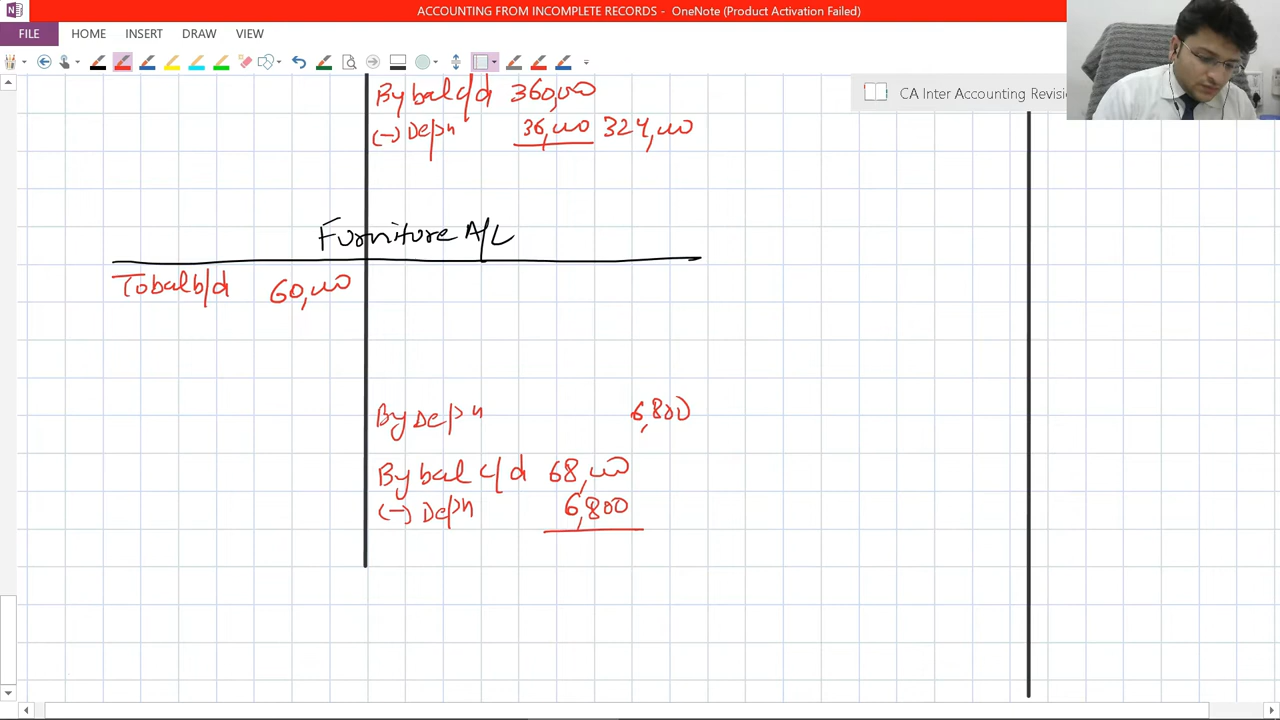 ACCOUNTING FROM INCOMPLETE RECORDS - OneNote (Product Activation Failed)
FILE HOME INSERT DRAW VIEW
CA Inter Accounting Revisi
By bal c/d 360,000
(-) Depn 36,000 324,000
Furniture A/c
To bal b/d 60,000
By Depn 6,800
By bal c/d 68,000
(-) Depn 6,800